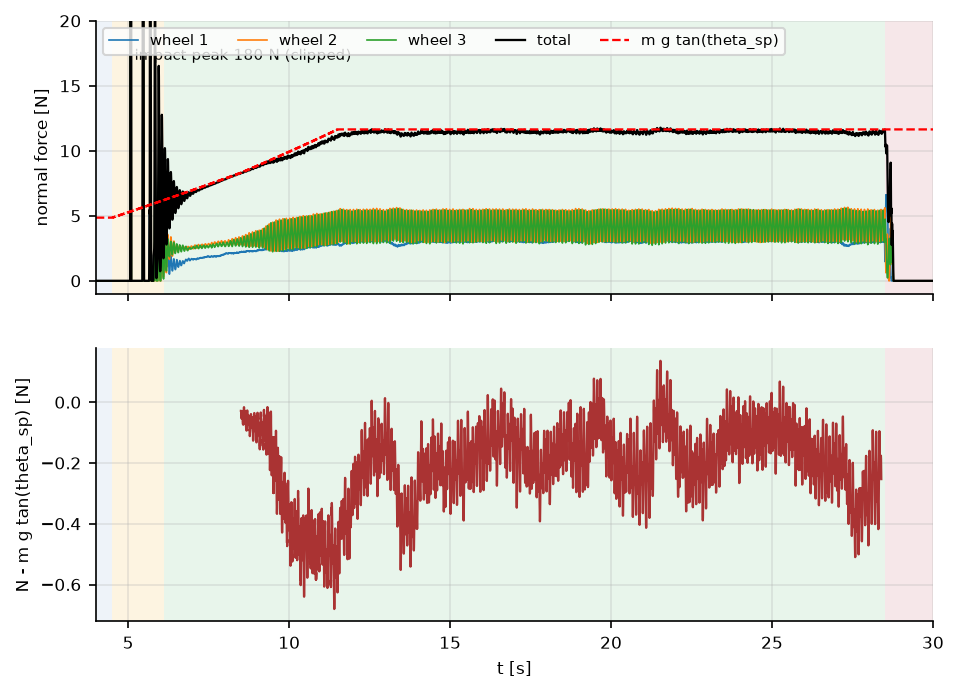 wheel 1 wheel 2 wheel 3 total m g tan(theta_sp)
impact peak 180 N (clipped)
normal force [N]
20
15
10
5
0
N - m g tan(theta_sp) [N]
0.0
−0.2
−0.4
−0.6
5 10 15 20 25 30
t [s]